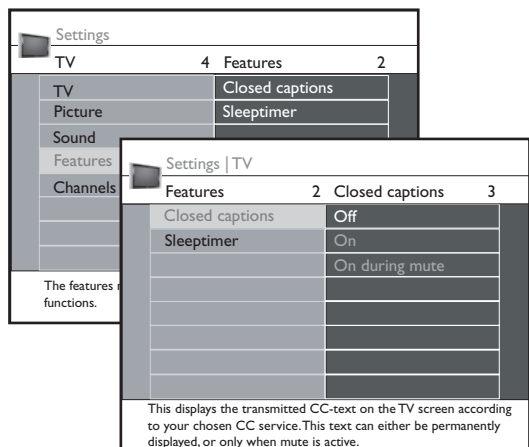 Settings
TV 4 Features 2
TV Closed captions
Picture Sleeptimer
Sound
Features
Channels
The features
functions.
Settings | TV
Features 2 Closed captions 3
Closed captions Off
Sleeptimer On
On during mute
This displays the transmitted CC-text on the TV screen according
to your chosen CC service. This text can either be permanently
displayed, or only when mute is active.